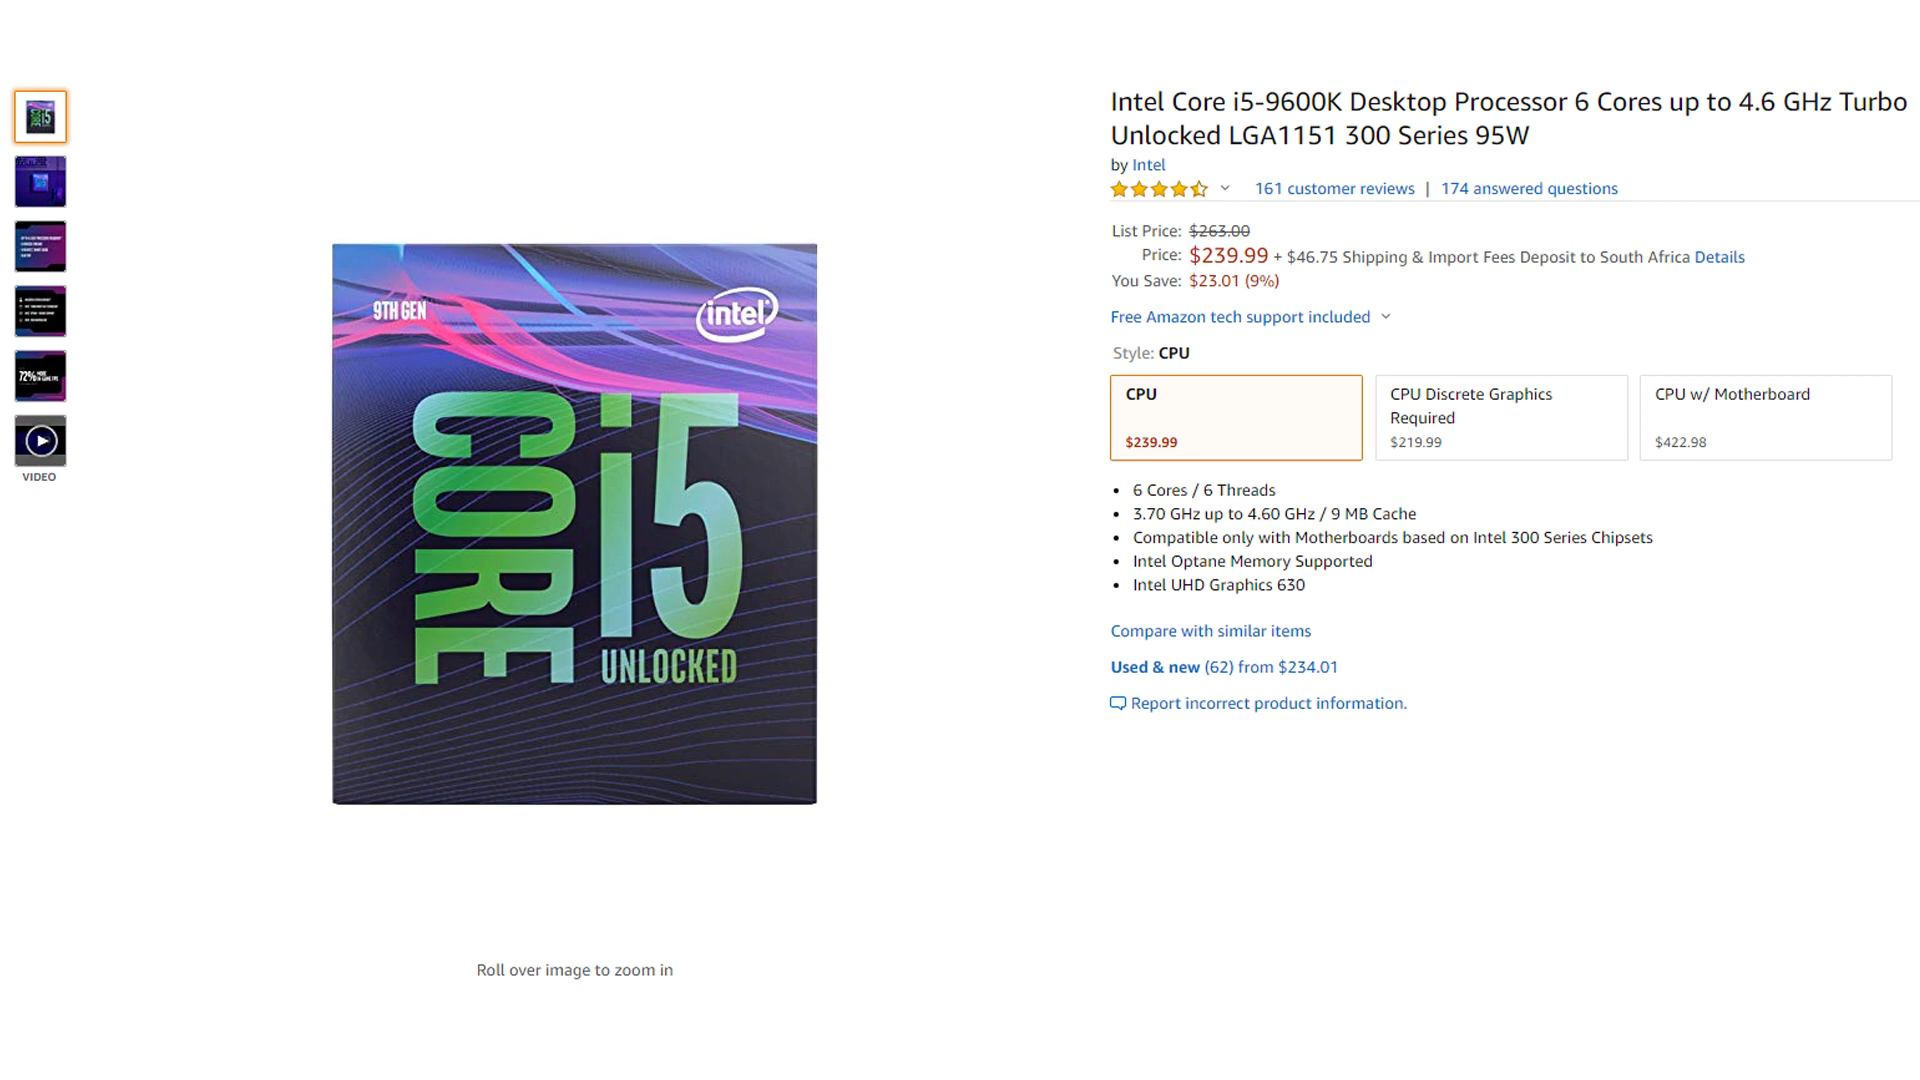 Intel Core i5-9600K Desktop Processor 6 Cores up to 4.6 GHz Turbo
Unlocked LGA1151 300 Series 95W
by Intel
161 customer reviews | 174 answered questions
List Price: $263.00
Price: $239.99 + $46.75 Shipping & Import Fees Deposit to South Africa Details
You Save: $23.01 (9%)
Free Amazon tech support included
Style: CPU
CPU
$239.99
CPU Discrete Graphics
Required
$219.99
CPU w/ Motherboard
$422.98
• 6 Cores / 6 Threads
• 3.70 GHz up to 4.60 GHz / 9 MB Cache
• Compatible only with Motherboards based on Intel 300 Series Chipsets
• Intel Optane Memory Supported
• Intel UHD Graphics 630
Compare with similar items
Used & new (62) from $234.01
Report incorrect product information.
9TH GEN
intel
CORE
i5
UNLOCKED
CORE i5
72% MORE
VIDEO
Roll over image to zoom in